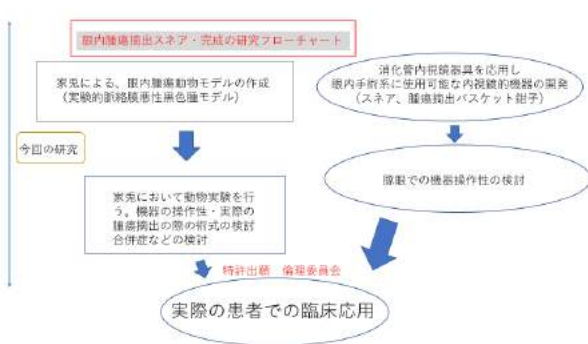 眼内腫瘍摘出スネア・完成の研究フローチャート
家兎による、眼内腫瘍動物モデルの作成
（実験的脈絡膜悪性黒色腫モデル）
消化管内視鏡器具を応用し
眼内手術系に使用可能な内視鏡的機器の開発
（スネア、腫瘍摘出バスケット鉗子）
今回の研究
豚眼での機器操作性の検討
家兎において動物実験を行
う。機器の操作性・実際の
腫瘍摘出の際の術式の検討
合併症などの検討
特許出願　倫理委員会
実際の患者での臨床応用